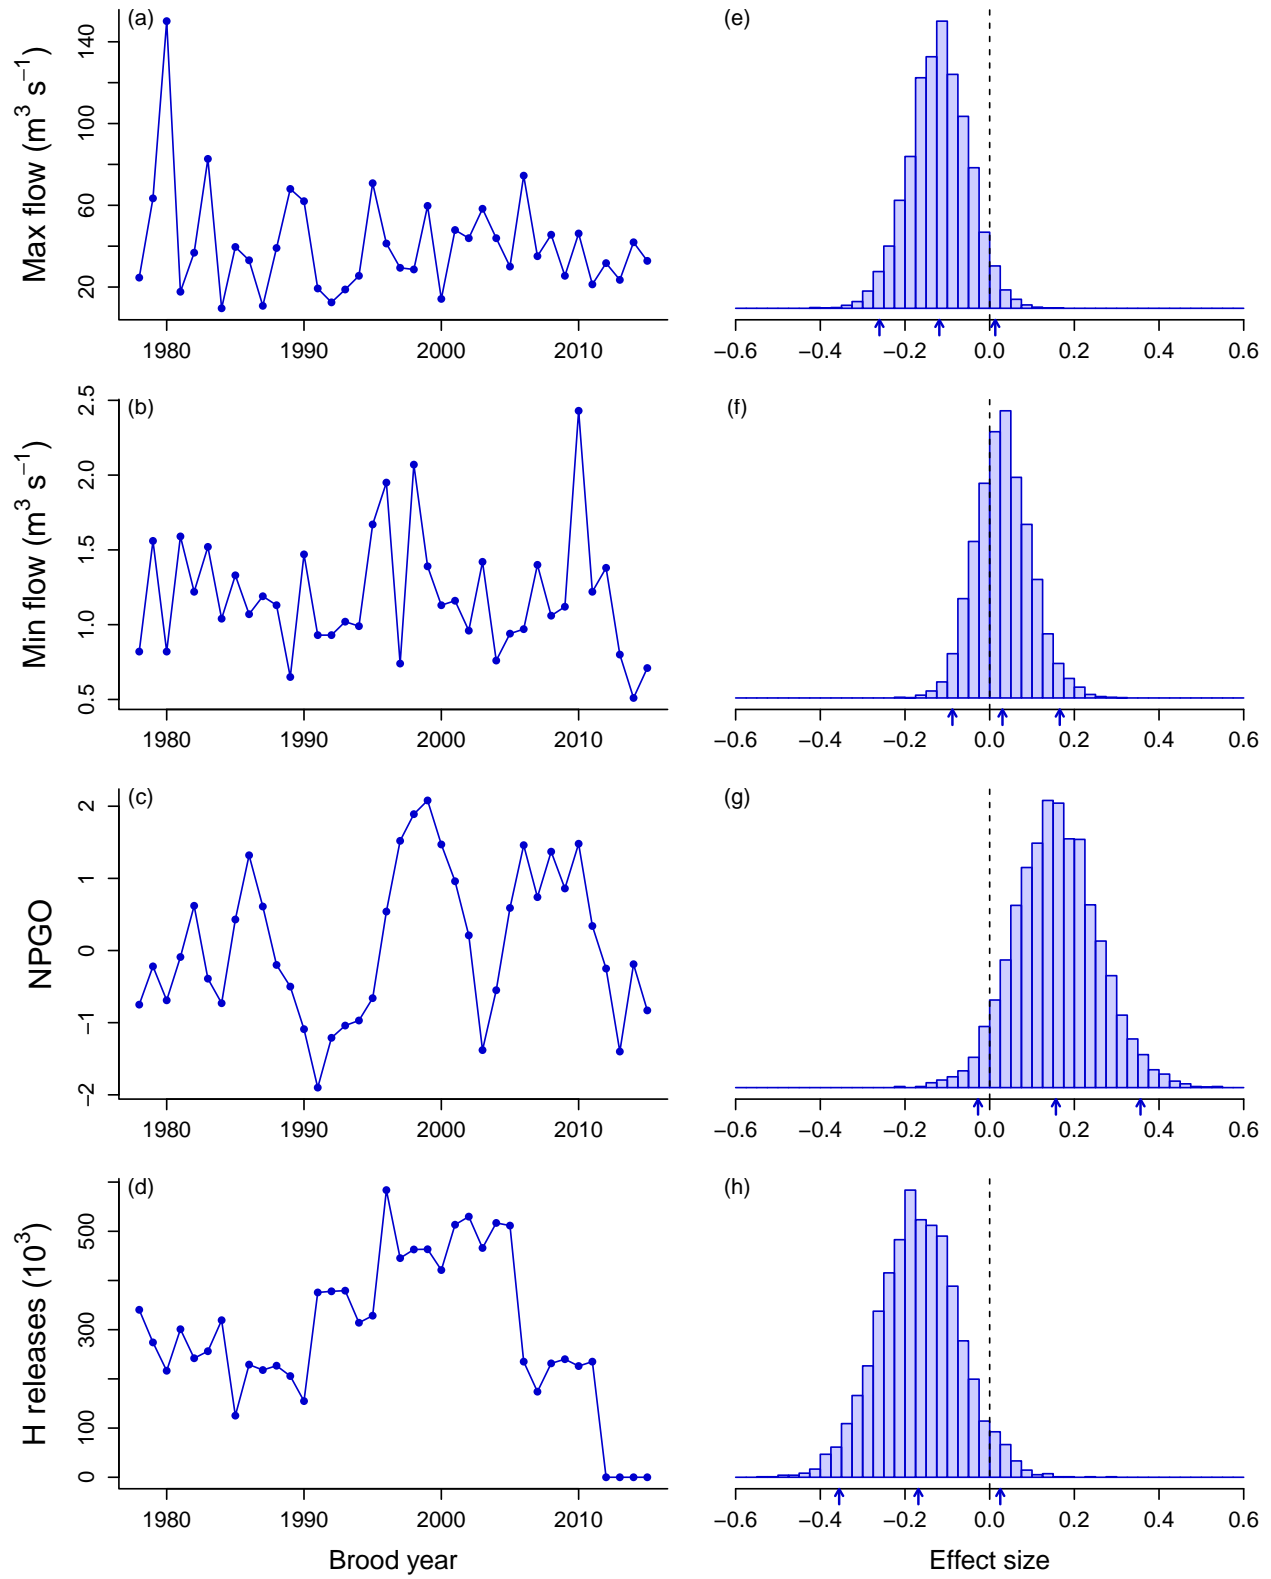 (a)
Max flow (m³ s⁻¹)
140
100
60
20
1980 1990 2000 2010
(e)
−0.6 −0.4 −0.2 0.0 0.2 0.4 0.6
(b)
Min flow (m³ s⁻¹)
2.5
2.0
1.5
1.0
0.5
1980 1990 2000 2010
(f)
−0.6 −0.4 −0.2 0.0 0.2 0.4 0.6
(c)
NPGO
2
1
0
−1
−2
1980 1990 2000 2010
(g)
−0.6 −0.4 −0.2 0.0 0.2 0.4 0.6
(d)
H releases (10³)
500
300
100
0
1980 1990 2000 2010
Brood year
(h)
−0.6 −0.4 −0.2 0.0 0.2 0.4 0.6
Effect size